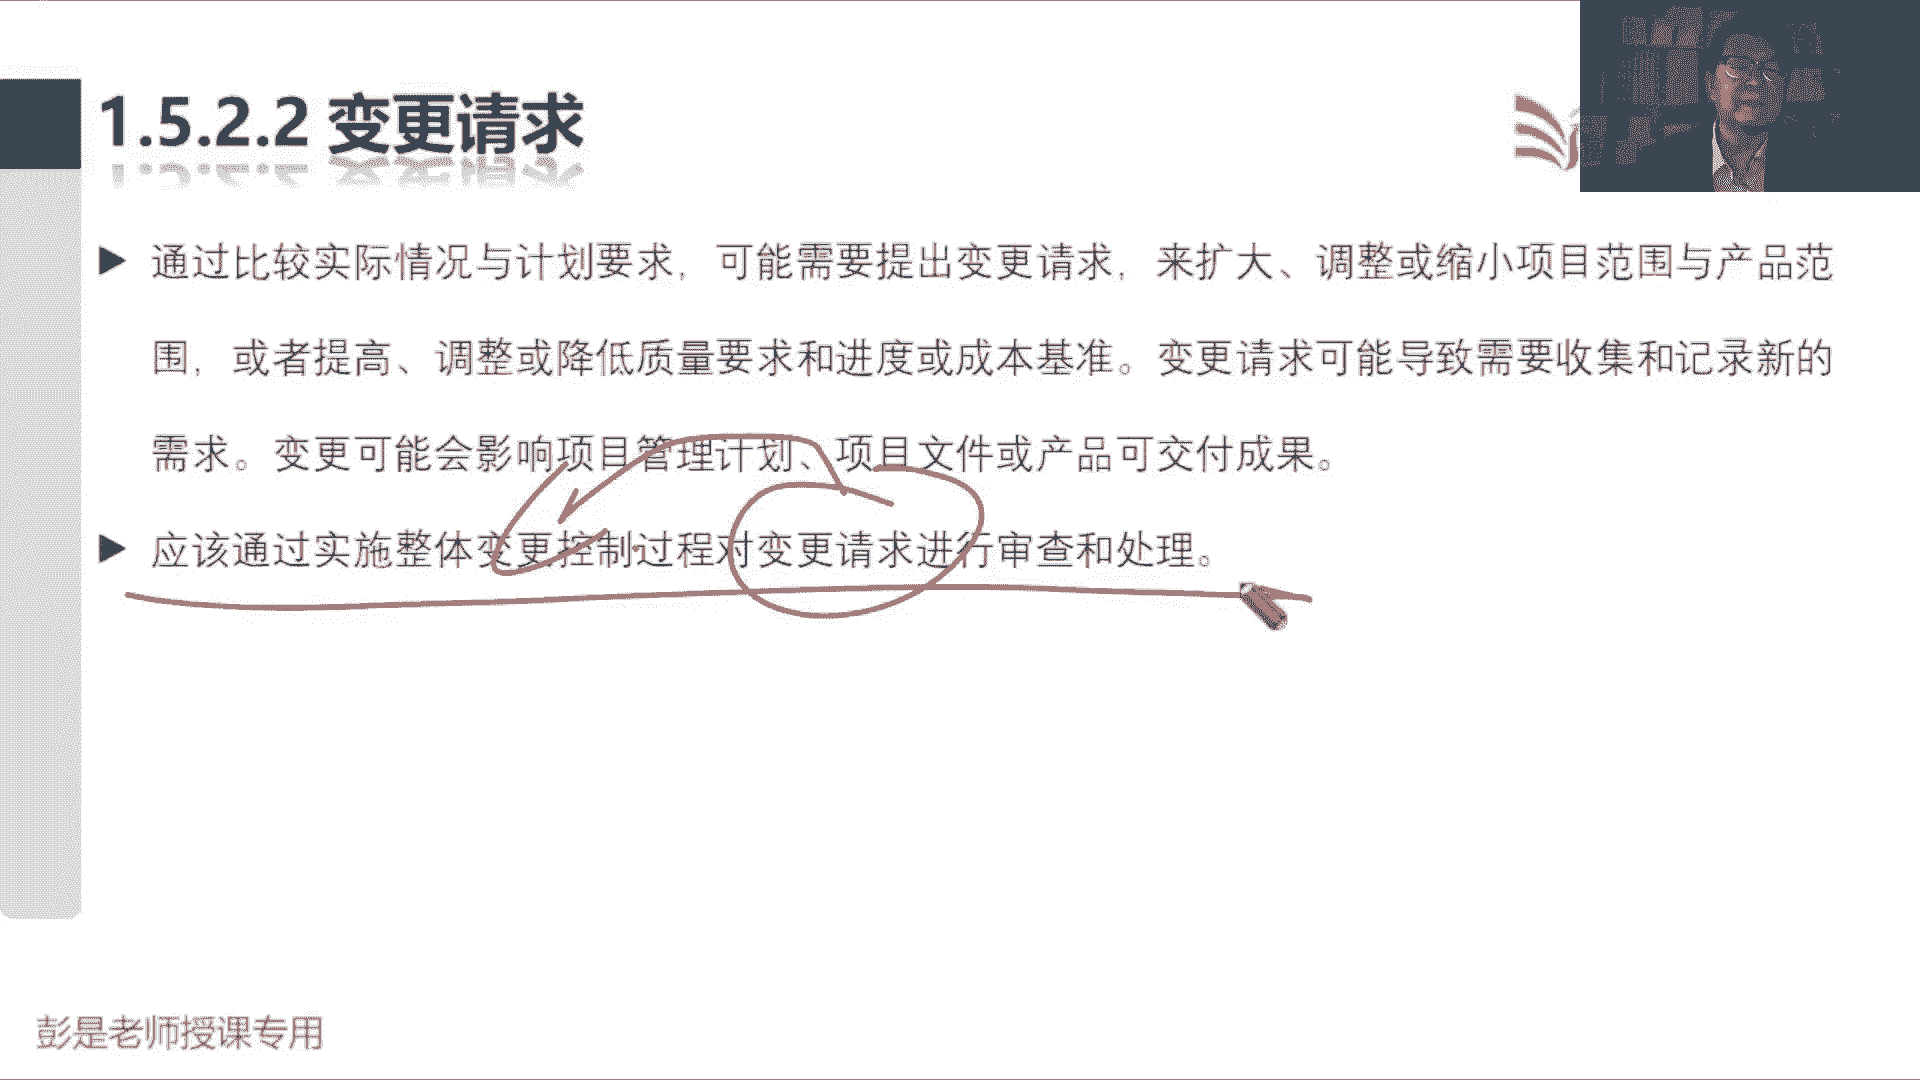 1.5.2.2 变更请求
通过比较实际情况与计划要求，可能需要提出变更请求，来扩大、调整或缩小项目范围与产品范
围，或者提高、调整或降低质量要求和进度或成本基准。变更请求可能导致需要收集和记录新的
需求。变更可能会影响项目管理计划、项目文件或产品可交付成果。
应该通过实施整体变更控制过程对变更请求进行审查和处理。
彭是老师授课专用